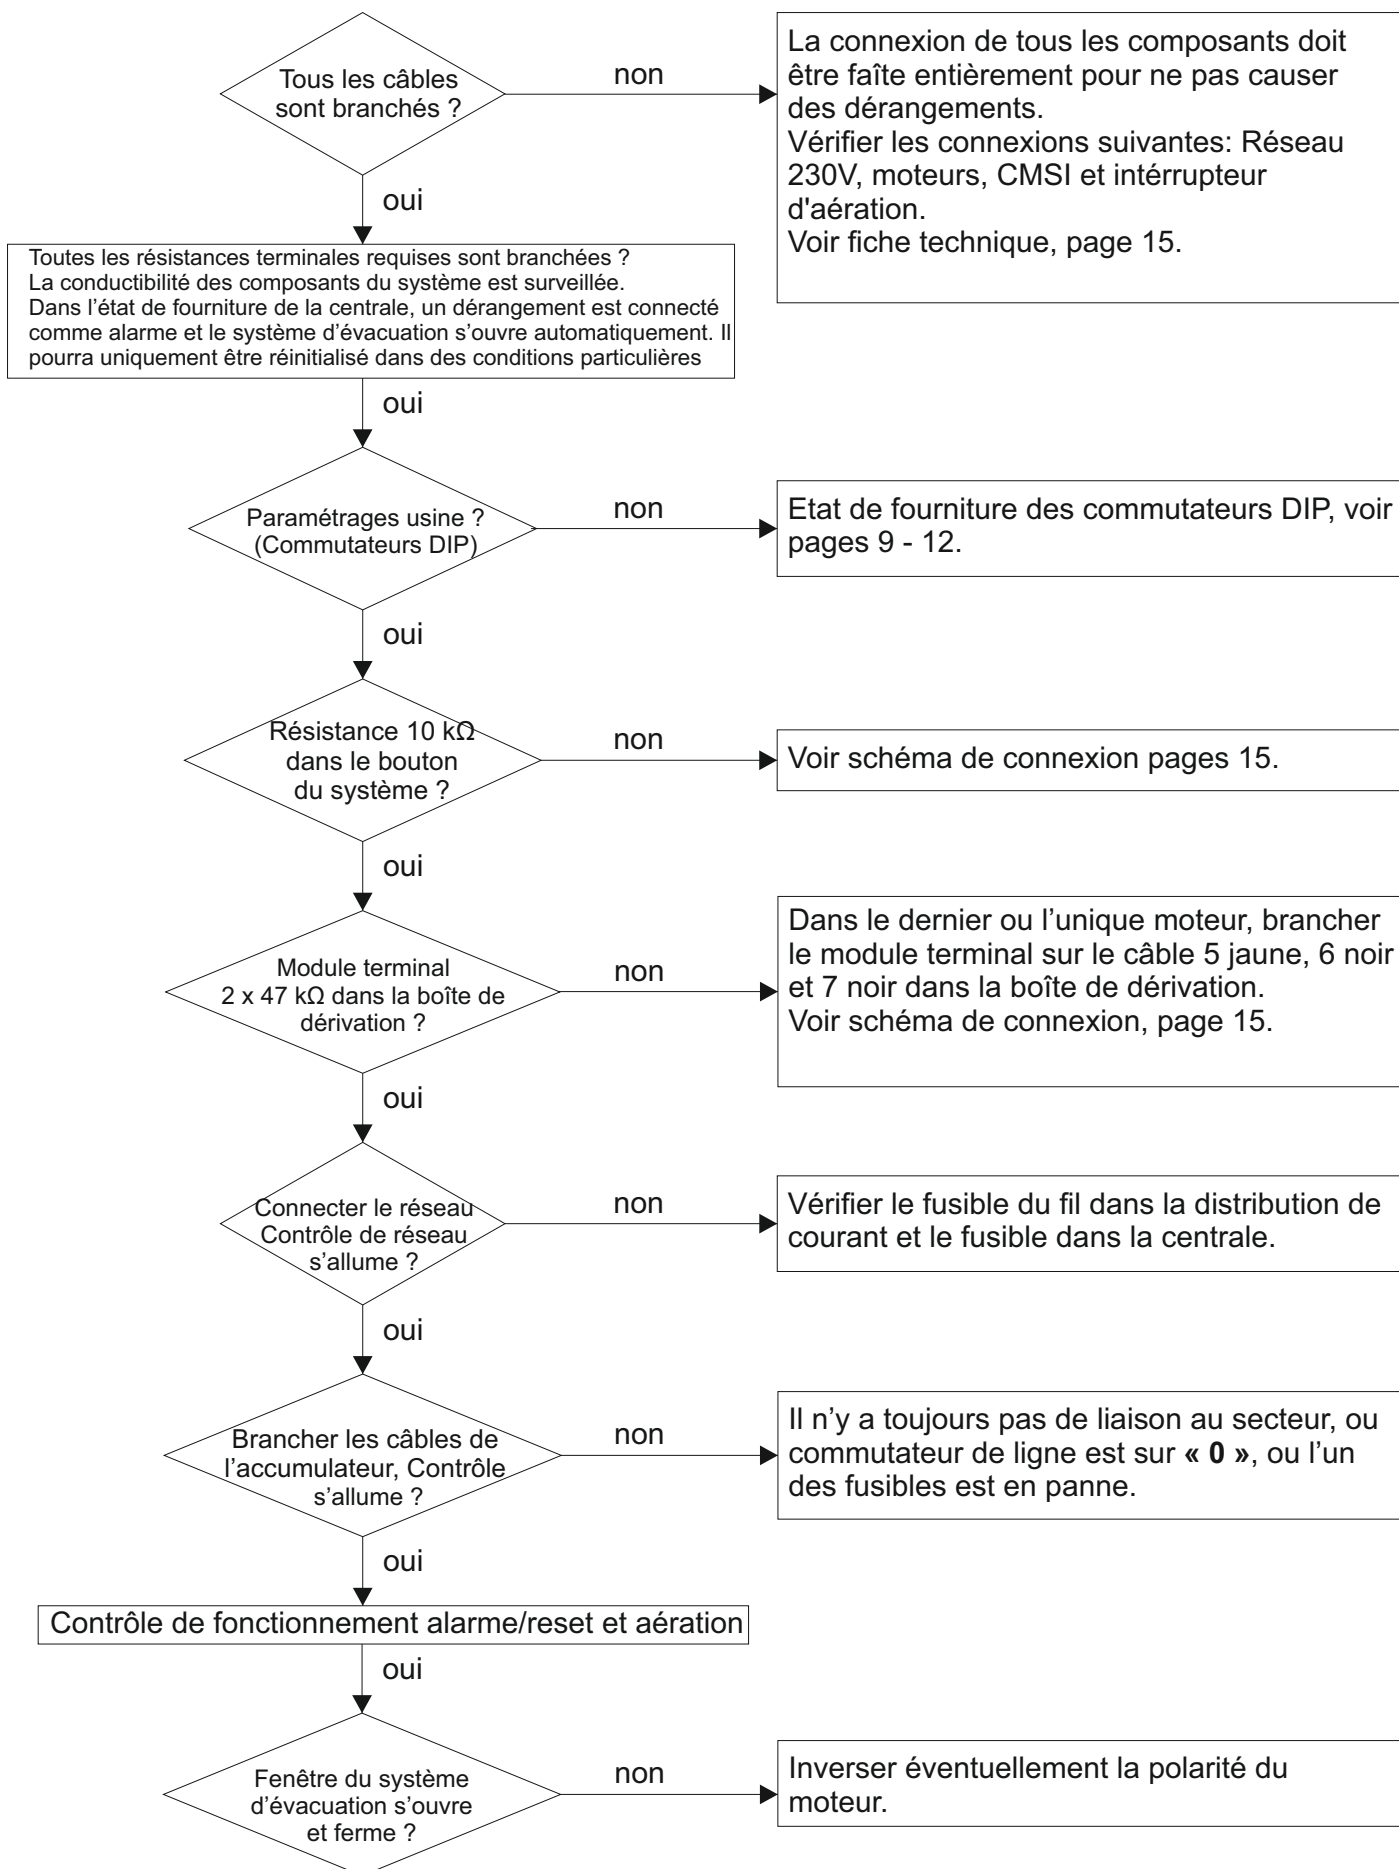 Tous les câbles
sont branchés ?
non
La connexion de tous les composants doit
être faîte entièrement pour ne pas causer
des dérangements.
Vérifier les connexions suivantes: Réseau
230V, moteurs, CMSI et intérrupteur
d'aération.
Voir fiche technique, page 15.
oui
Toutes les résistances terminales requises sont branchées ?
La conductibilité des composants du système est surveillée.
Dans l’état de fourniture de la centrale, un dérangement est connecté
comme alarme et le système d’évacuation s’ouvre automatiquement. Il
pourra uniquement être réinitialisé dans des conditions particulières
oui
Paramétrages usine ?
(Commutateurs DIP)
non
Etat de fourniture des commutateurs DIP, voir
pages 9 - 12.
oui
Résistance 10 kΩ
dans le bouton
du système ?
non
Voir schéma de connexion pages 15.
oui
Module terminal
2 x 47 kΩ dans la boîte de
dérivation ?
non
Dans le dernier ou l’unique moteur, brancher
le module terminal sur le câble 5 jaune, 6 noir
et 7 noir dans la boîte de dérivation.
Voir schéma de connexion, page 15.
oui
Connecter le réseau
Contrôle de réseau
s’allume ?
non
Vérifier le fusible du fil dans la distribution de
courant et le fusible dans la centrale.
oui
Brancher les câbles de
l’accumulateur, Contrôle
s’allume ?
non
Il n’y a toujours pas de liaison au secteur, ou
commutateur de ligne est sur « 0 », ou l’un
des fusibles est en panne.
oui
Contrôle de fonctionnement alarme/reset et aération
oui
Fenêtre du système
d’évacuation s’ouvre
et ferme ?
non
Inverser éventuellement la polarité du
moteur.